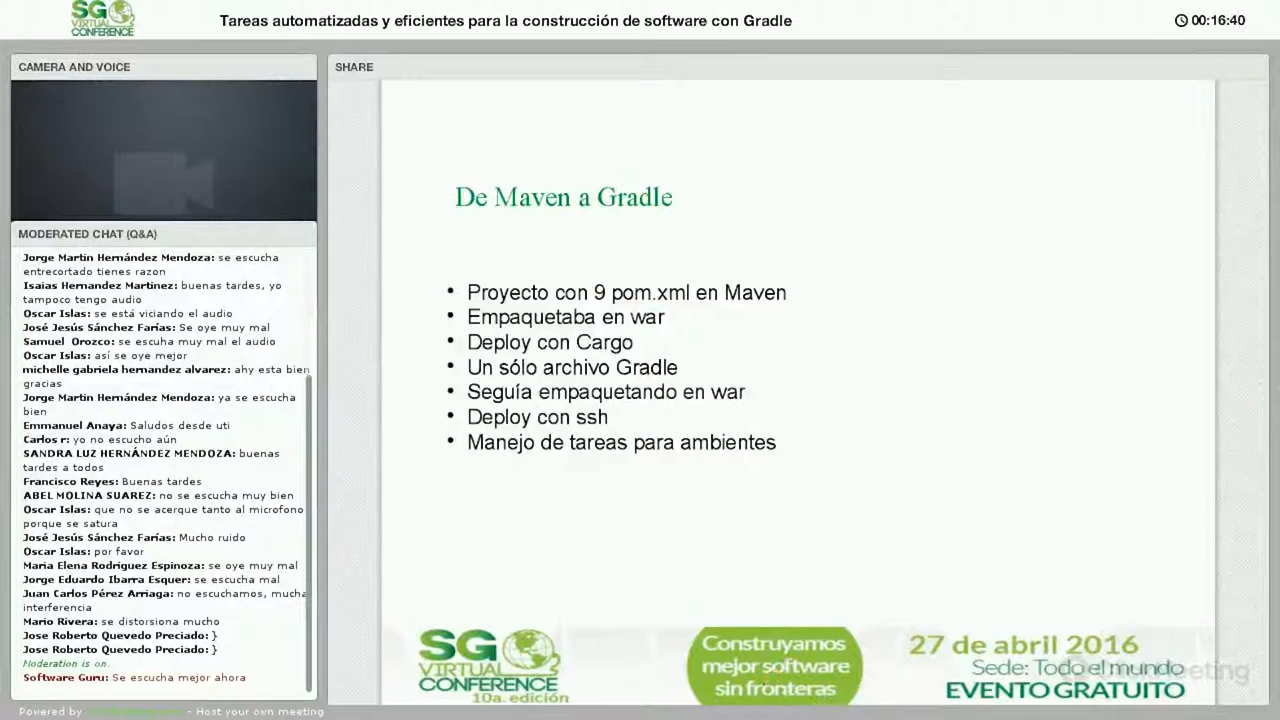 SG
VIRTUAL
CONFERENCE
Tareas automatizadas y eficientes para la construcción de software con Gradle
00:16:40
CAMERA AND VOICE
SHARE
MODERATED CHAT (Q&A)
Jorge Martin Hernández Mendoza: se escucha
entrecortado tienes razon
Isaias Hernandez Martinez: buenas tardes, yo
tampoco tengo audio
Oscar Islas: se está viciando el audio
José Jesús Sánchez Farías: Se oye muy mal
Samuel Orozco: se escuha muy mal el audio
Oscar Islas: así se oye mejor
michelle gabriela hernandez alvarez: ahy esta bien
gracias
Jorge Martin Hernández Mendoza: ya se escucha
bien
Emmanuel Anaya: Saludos desde uti
Carlos r: yo no escucho aún
SANDRA LUZ HERNÁNDEZ MENDOZA: buenas
tardes a todos
Francisco Reyes: Buenas tardes
ABEL MOLINA SUAREZ: no se escucha muy bien
Oscar Islas: que no se acerque tanto al microfono
porque se satura
José Jesús Sánchez Farías: Mucho ruido
Oscar Islas: por favor
Maria Elena Rodríguez Espinoza: se oye muy mal
Jorge Eduardo Ibarra Esquer: se escucha mal
Juan Carlos Pérez Arriaga: no escuchamos, mucha
interferencia
Mario Rivera: se distorsiona mucho
Jose Roberto Quevedo Preciado: }
Jose Roberto Quevedo Preciado: }
Moderation is on.
Software Guru: Se escucha mejor ahora
Powered by - Host your own meeting
De Maven a Gradle
• Proyecto con 9 pom.xml en Maven
• Empaquetaba en war
• Deploy con Cargo
• Un sólo archivo Gradle
• Seguía empaquetando en war
• Deploy con ssh
• Manejo de tareas para ambientes
SG
VIRTUAL
CONFERENCE
10a. edición
Construyamos
mejor software
sin fronteras
27 de abril 2016
Sede: Todo el mundo
EVENTO GRATUITO